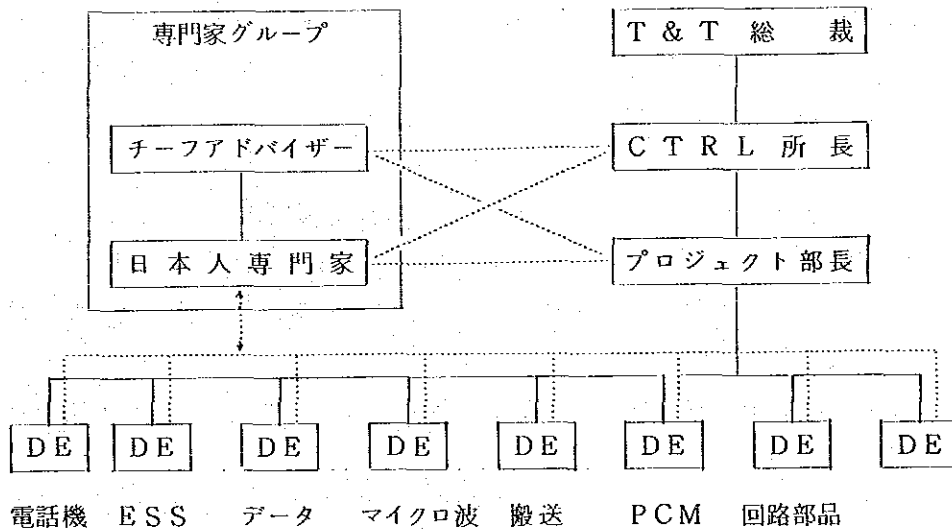 専門家グループ
T&T 総裁
チーフアドバイザー
CTRL 所長
日本人専門家
プロジェクト部長
DE DE DE DE DE DE DE DE
電話機 ESS データ マイクロ波 搬送 PCM 回路部品